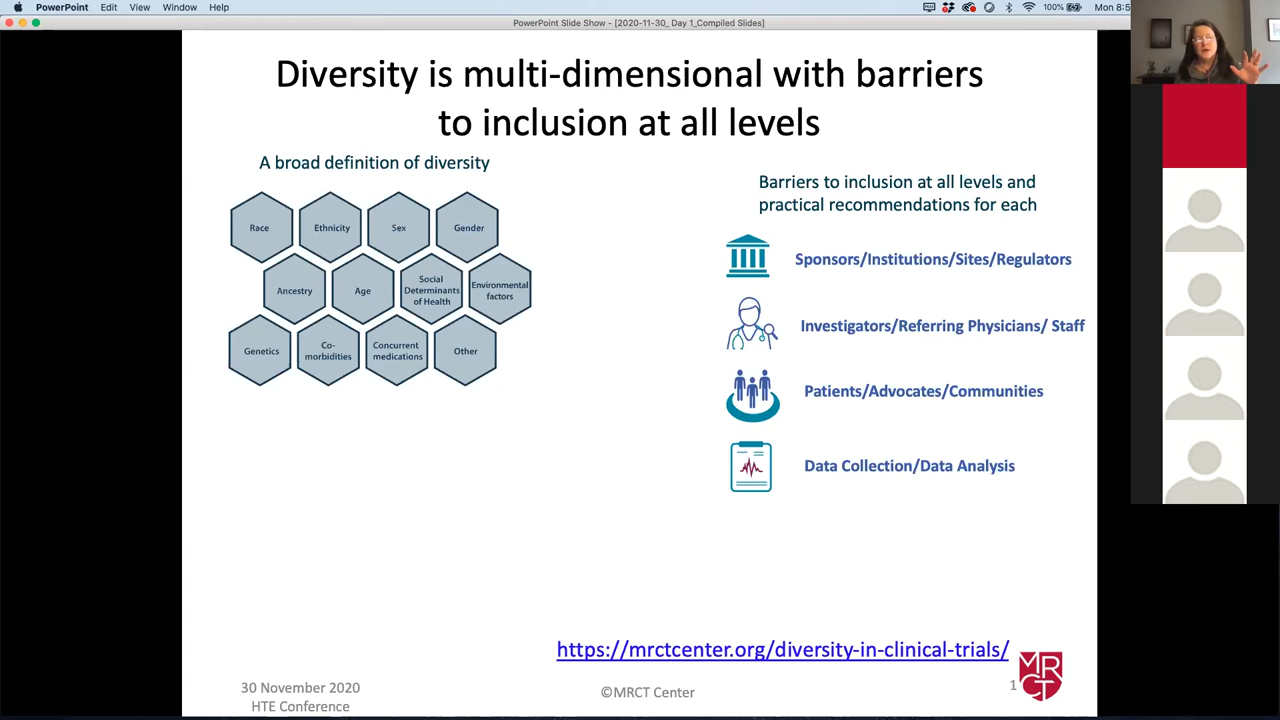 PowerPoint File Edit View Window Help
100% Mon 8:5
PowerPoint Slide Show - [2020-11-30_ Day 1_Compiled Slides]
Diversity is multi-dimensional with barriers
to inclusion at all levels
A broad definition of diversity
Race
Ethnicity
Sex
Gender
Ancestry
Age
Social
Determinants
of Health
Environmental
factors
Genetics
Co-
morbidities
Concurrent
medications
Other
Barriers to inclusion at all levels and
practical recommendations for each
Sponsors/Institutions/Sites/Regulators
Investigators/Referring Physicians/ Staff
Patients/Advocates/Communities
Data Collection/Data Analysis
https://mrctcenter.org/diversity-in-clinical-trials/
30 November 2020
HTE Conference
©MRCT Center
1
MR
CT